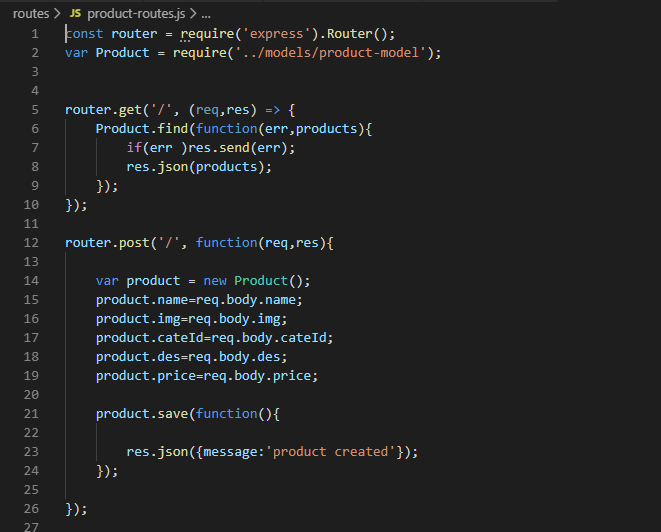 routes > JS product-routes.js > ...
1 const router = require('express').Router();
2 var Product = require('../models/product-model');
3
4
5 router.get('/', (req,res) => {
6     Product.find(function(err,products){
7         if(err )res.send(err);
8         res.json(products);
9     });
10 });
11
12 router.post('/', function(req,res){
13
14     var product = new Product();
15     product.name=req.body.name;
16     product.img=req.body.img;
17     product.cateId=req.body.cateId;
18     product.des=req.body.des;
19     product.price=req.body.price;
20
21     product.save(function(){
22
23         res.json({message:'product created'});
24     });
25
26 });
27